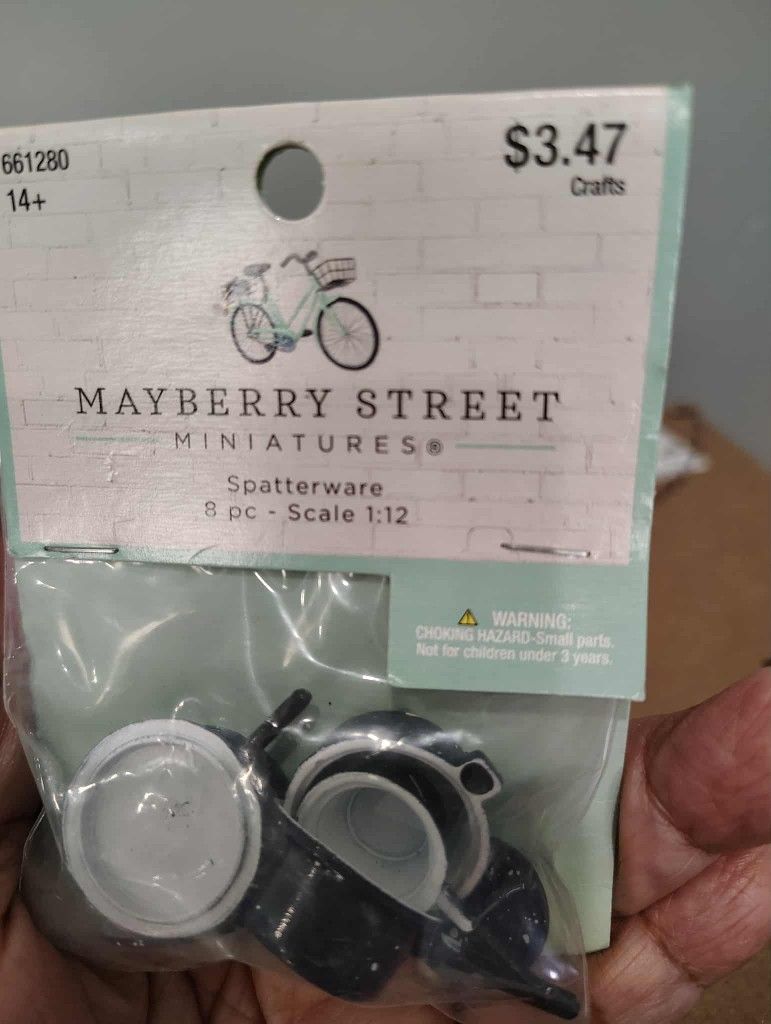 661280
$3.47
14+
Crafts
MAYBERRY STREET
MINIATURES®
Spatterware
8 pc - Scale 1:12
WARNING:
CHOKING HAZARD-Small parts.
Not for children under 3 years.